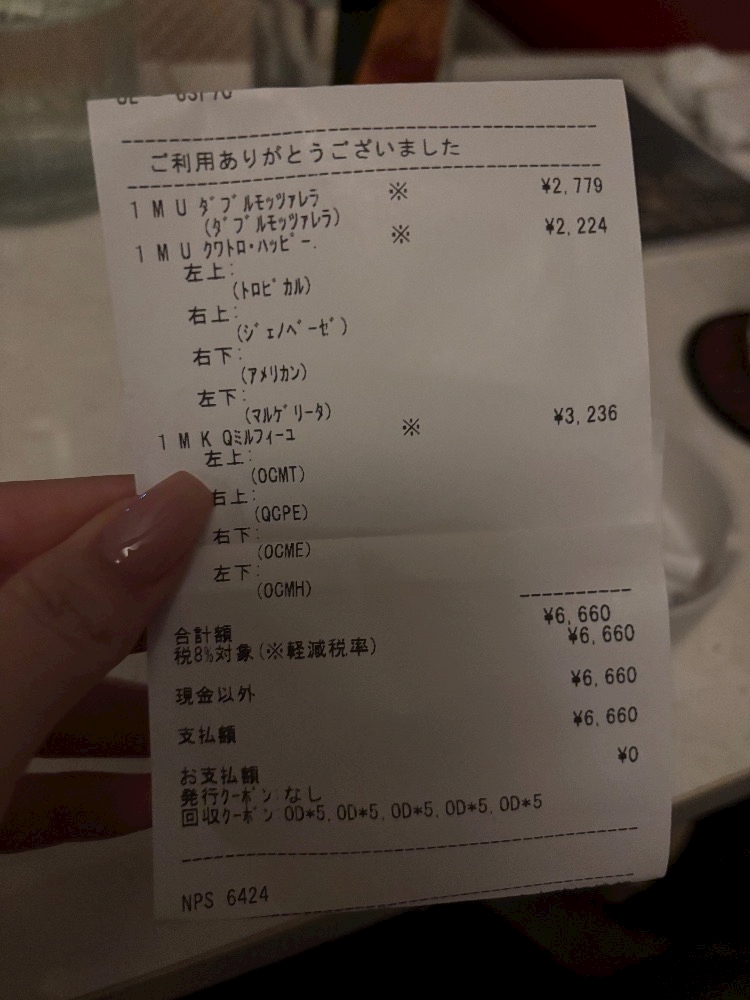 ご利用ありがとうございました
1 M U ﾀﾞﾌﾞﾙﾓｯﾂｧﾚﾗ ※ ¥2,779
(ﾀﾞﾌﾞﾙﾓｯﾂｧﾚﾗ)
1 M U ｸﾜﾄﾛ･ﾊｯﾋﾟｰ. ※ ¥2,224
左上:
(ﾄﾛﾋﾟｶﾙ)
右上:
(ｼﾞｪﾉﾍﾞｰｾﾞ)
右下:
(ｱﾒﾘｶﾝ)
左下:
(ﾏﾙｹﾞﾘｰﾀ)
1 M K Qﾐﾙﾌｨｰﾕ ※ ¥3,236
左上:
(QCMT)
右上:
(QCPE)
右下:
(QCME)
左下:
(QCMH)
合計額 ¥6,660
税8%対象(※軽減税率) ¥6,660
現金以外 ¥6,660
支払額 ¥6,660
お支払額 ¥0
発行ｸｰﾎﾟﾝ:なし
回収ｸｰﾎﾟﾝ:OD*5,OD*5,OD*5,OD*5,OD*5
NPS 6424